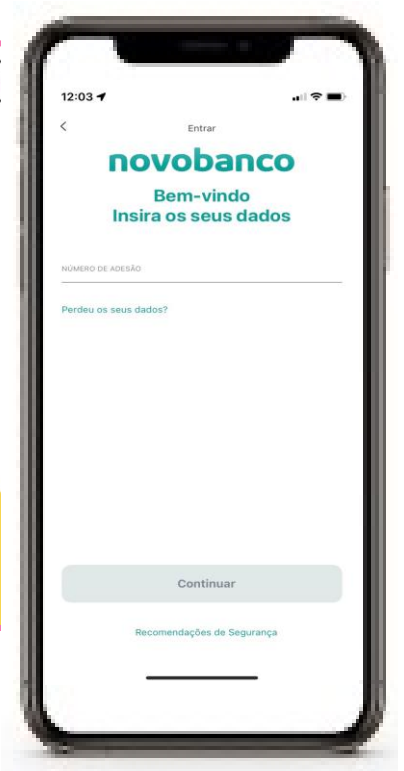 12:03
Entrar
novobanco
Bem-vindo
Insira os seus dados
NÚMERO DE ADESÃO
Perdeu os seus dados?
Continuar
Recomendações de Segurança